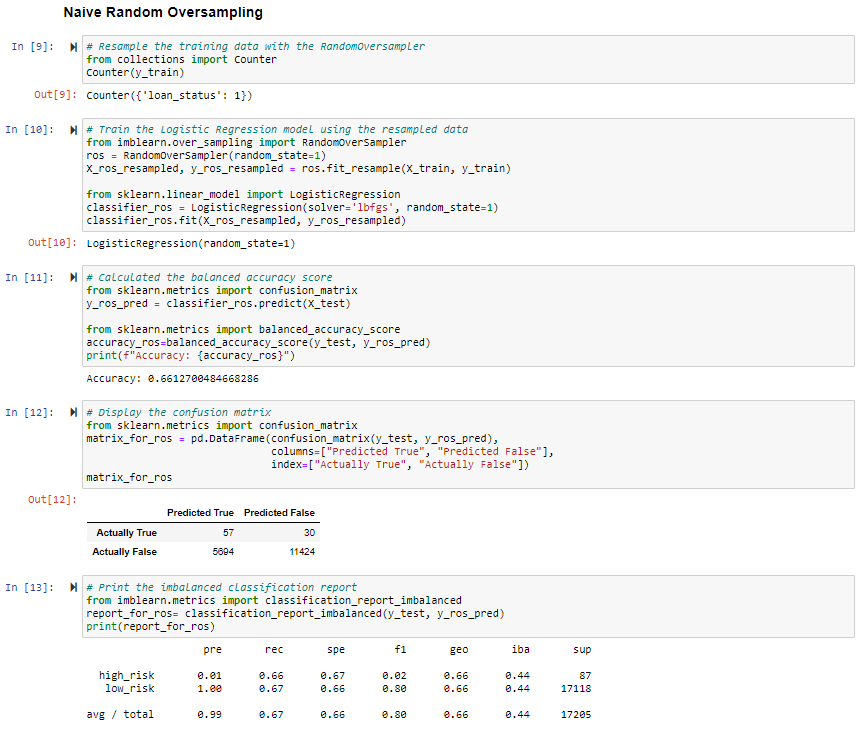 Naive Random Oversampling
In [9]:
# Resample the training data with the RandomOversampler
from collections import Counter
Counter(y_train)
Out[9]: Counter({'loan_status': 1})
In [10]:
# Train the Logistic Regression model using the resampled data
from imblearn.over_sampling import RandomOverSampler
ros = RandomOverSampler(random_state=1)
X_ros_resampled, y_ros_resampled = ros.fit_resample(X_train, y_train)
from sklearn.linear_model import LogisticRegression
classifier_ros = LogisticRegression(solver='lbfgs', random_state=1)
classifier_ros.fit(X_ros_resampled, y_ros_resampled)
Out[10]: LogisticRegression(random_state=1)
In [11]:
# Calculated the balanced accuracy score
from sklearn.metrics import confusion_matrix
y_ros_pred = classifier_ros.predict(X_test)
from sklearn.metrics import balanced_accuracy_score
accuracy_ros=balanced_accuracy_score(y_test, y_ros_pred)
print(f"Accuracy: {accuracy_ros}")
Accuracy: 0.6612700484668286
In [12]:
# Display the confusion matrix
from sklearn.metrics import confusion_matrix
matrix_for_ros = pd.DataFrame(confusion_matrix(y_test, y_ros_pred),
columns=["Predicted True", "Predicted False"],
index=["Actually True", "Actually False"])
matrix_for_ros
Out[12]:
Predicted True Predicted False
Actually True 57 30
Actually False 5694 11424
In [13]:
# Print the imbalanced classification report
from imblearn.metrics import classification_report_imbalanced
report_for_ros= classification_report_imbalanced(y_test, y_ros_pred)
print(report_for_ros)
pre rec spe f1 geo iba sup
high_risk 0.01 0.66 0.67 0.02 0.66 0.44 87
low_risk 1.00 0.67 0.66 0.80 0.66 0.44 17118
avg / total 0.99 0.67 0.66 0.80 0.66 0.44 17205